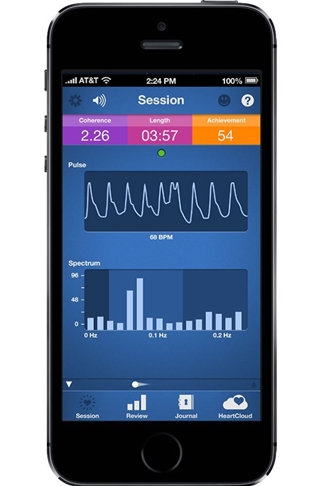 AT&T 2:24 PM 100%
Session ?
Coherence Length Achievement
2.26 03:57 54
Pulse
60 BPM
Spectrum
96
48
0
0 Hz 0.1 Hz 0.2 Hz
Session Review Journal HeartCloud